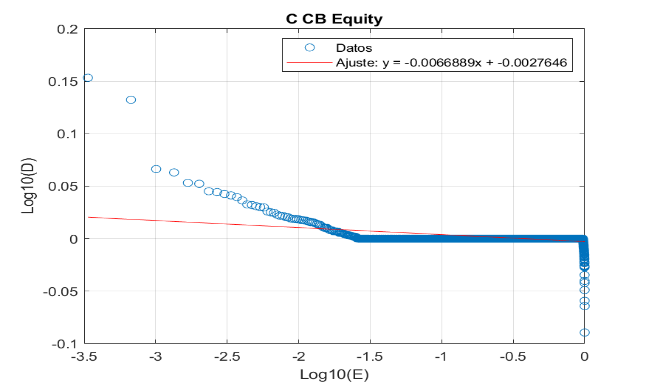 C CB Equity
Datos
Ajuste: y = -0.0066889x + -0.0027646
Log10(D)
0.2
0.15
0.1
0.05
0
-0.05
-0.1
-3.5 -3 -2.5 -2 -1.5 -1 -0.5 0
Log10(E)